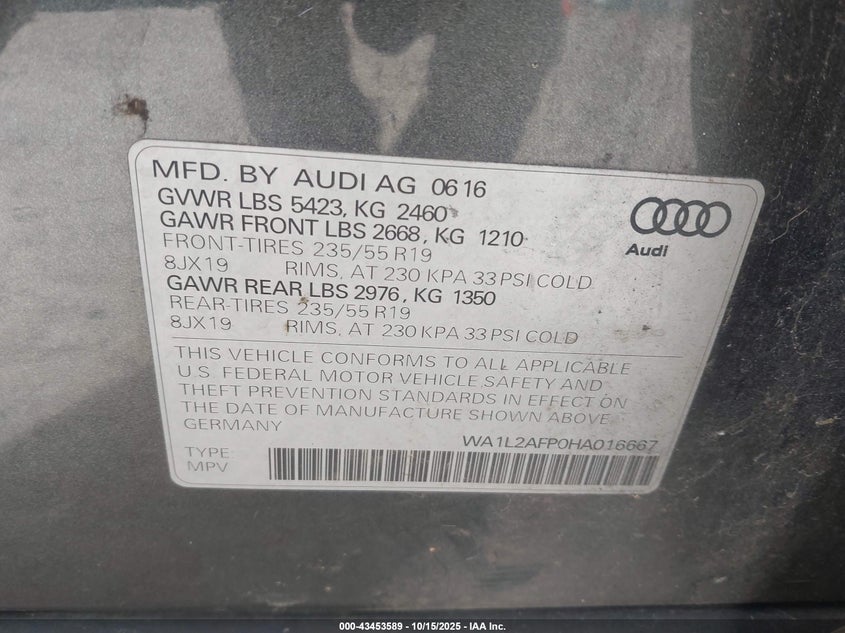 MFD. BY AUDI AG 0616
GVWR LBS 5423, KG 2460
GAWR FRONT LBS 2668, KG 1210
FRONT-TIRES 235/55 R19
8JX19 RIMS, AT 230 KPA 33 PSI COLD
GAWR REAR LBS 2976, KG 1350
REAR-TIRES 235/55 R19
8JX19 RIMS, AT 230 KPA 33 PSI COLD
Audi
THIS VEHICLE CONFORMS TO ALL APPLICABLE
U.S. FEDERAL MOTOR VEHICLE SAFETY AND
THEFT PREVENTION STANDARDS IN EFFECT ON
THE DATE OF MANUFACTURE SHOWN ABOVE
GERMANY
WA1L2AFP0HA016667
TYPE:
MPV
000-43453589 - 10/15/2025 - IAA Inc.